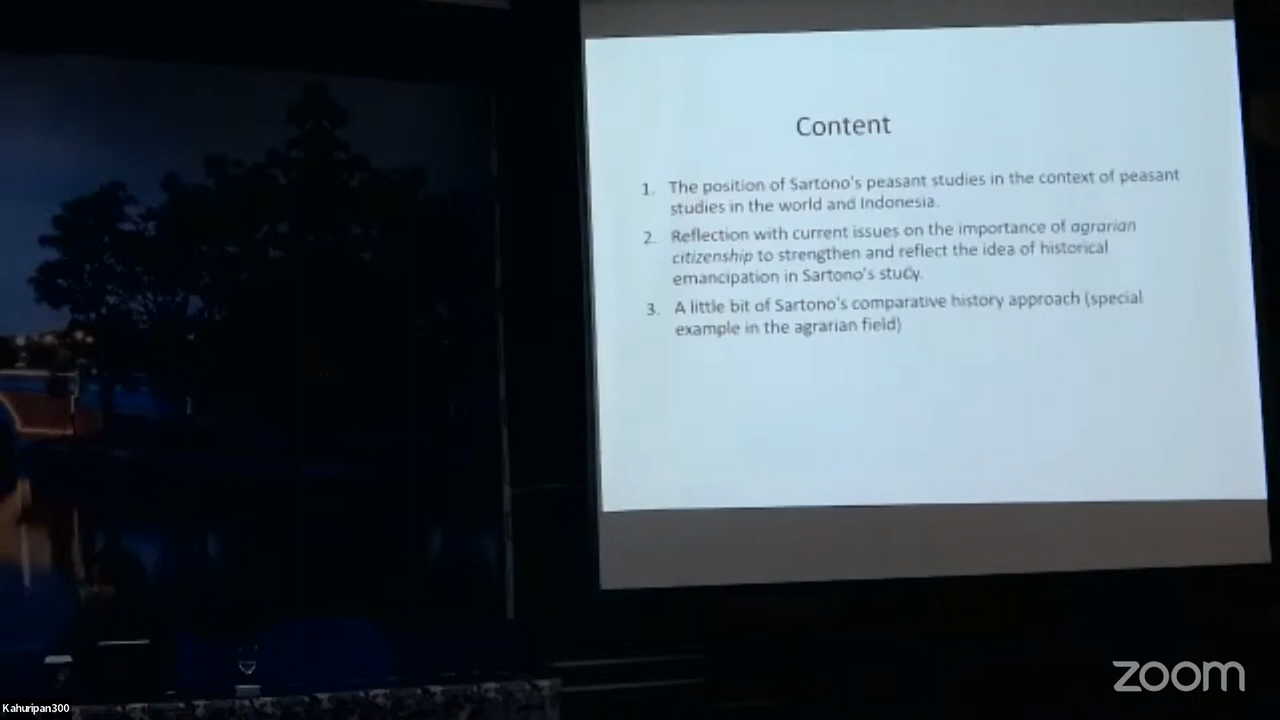 Content
1. The position of Sartono's peasant studies in the context of peasant
studies in the world and Indonesia.
2. Reflection with current issues on the importance of agrarian
citizenship to strengthen and reflect the idea of historical
emancipation in Sartono's study.
3. A little bit of Sartono's comparative history approach (special
example in the agrarian field)
zoom
Kahuripan300